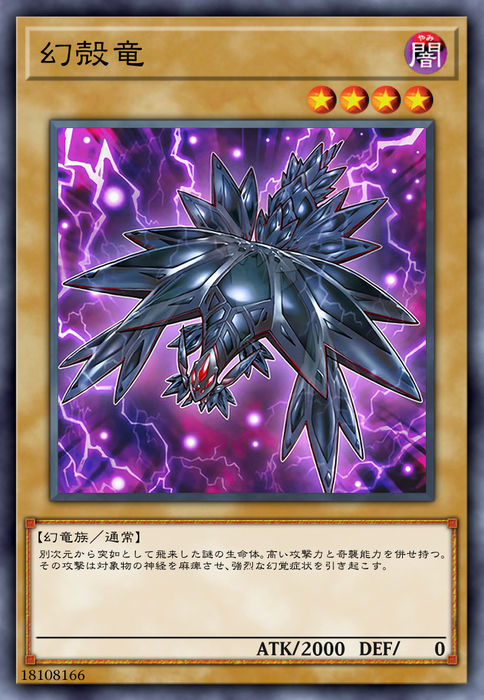 幻殻竜
やみ
闇
【幻竜族／通常】
別次元から突如として飛来した謎の生命体。高い攻撃力と奇襲能力を併せ持つ。
その攻撃は対象物の神経を麻痺させ、強烈な幻覚症状を引き起こす。
ATK/2000 DEF/ 0
18108166